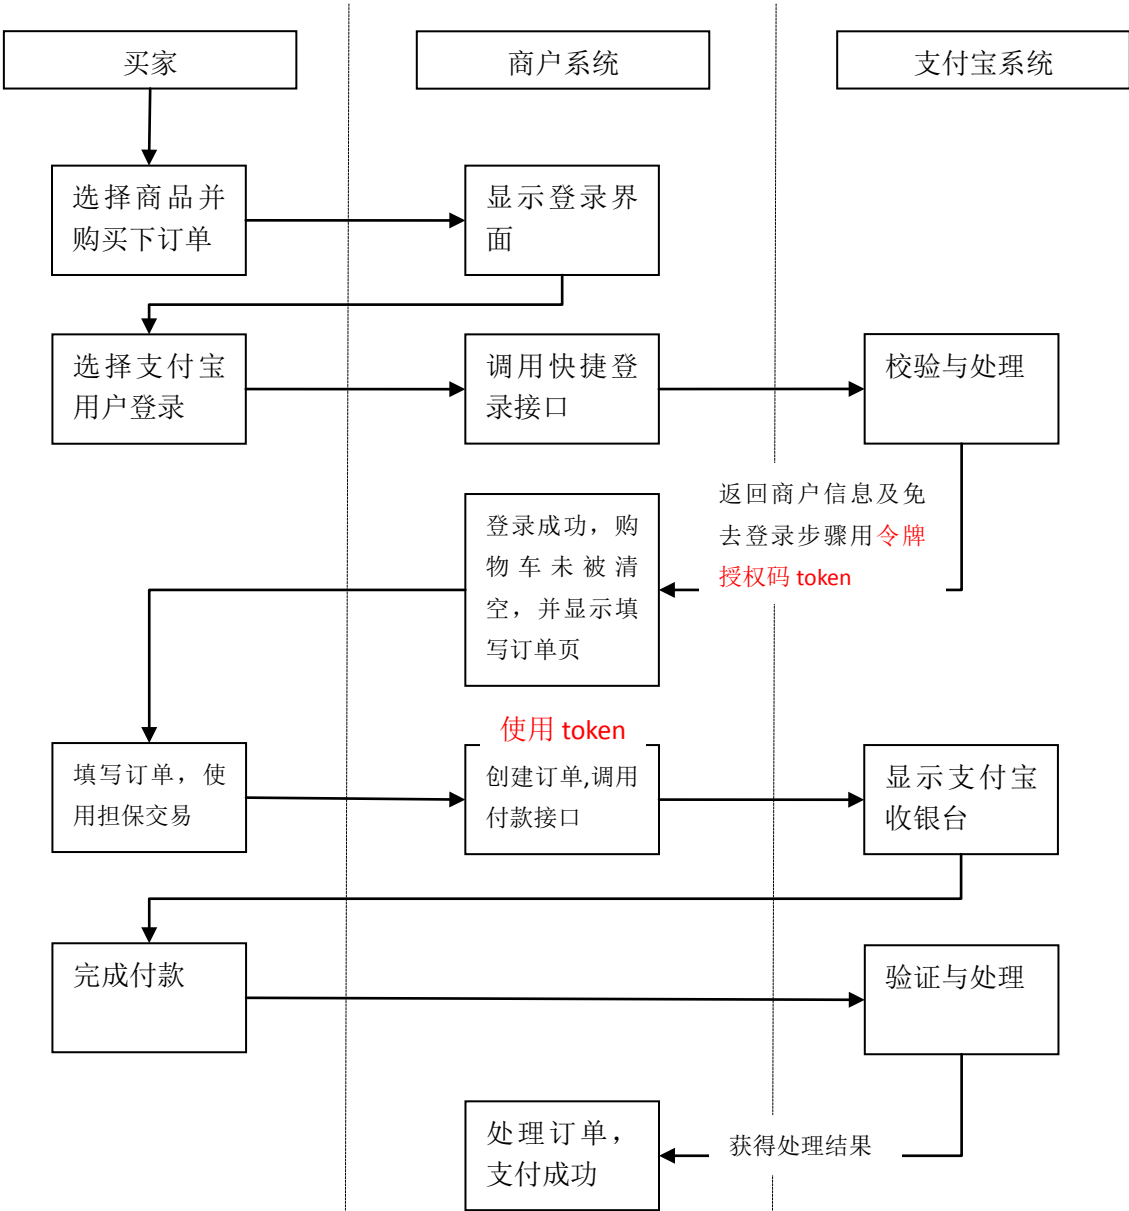 买家
商户系统
支付宝系统
选择商品并
购买下订单
显示登录界
面
选择支付宝
用户登录
调用快捷登
录接口
校验与处理
返回商户信息及免
去登录步骤用令牌
授权码 token
登录成功，购
物车未被清
空，并显示填
写订单页
使用 token
填写订单，使
用担保交易
创建订单,调用
付款接口
显示支付宝
收银台
完成付款
验证与处理
处理订单，
支付成功
获得处理结果